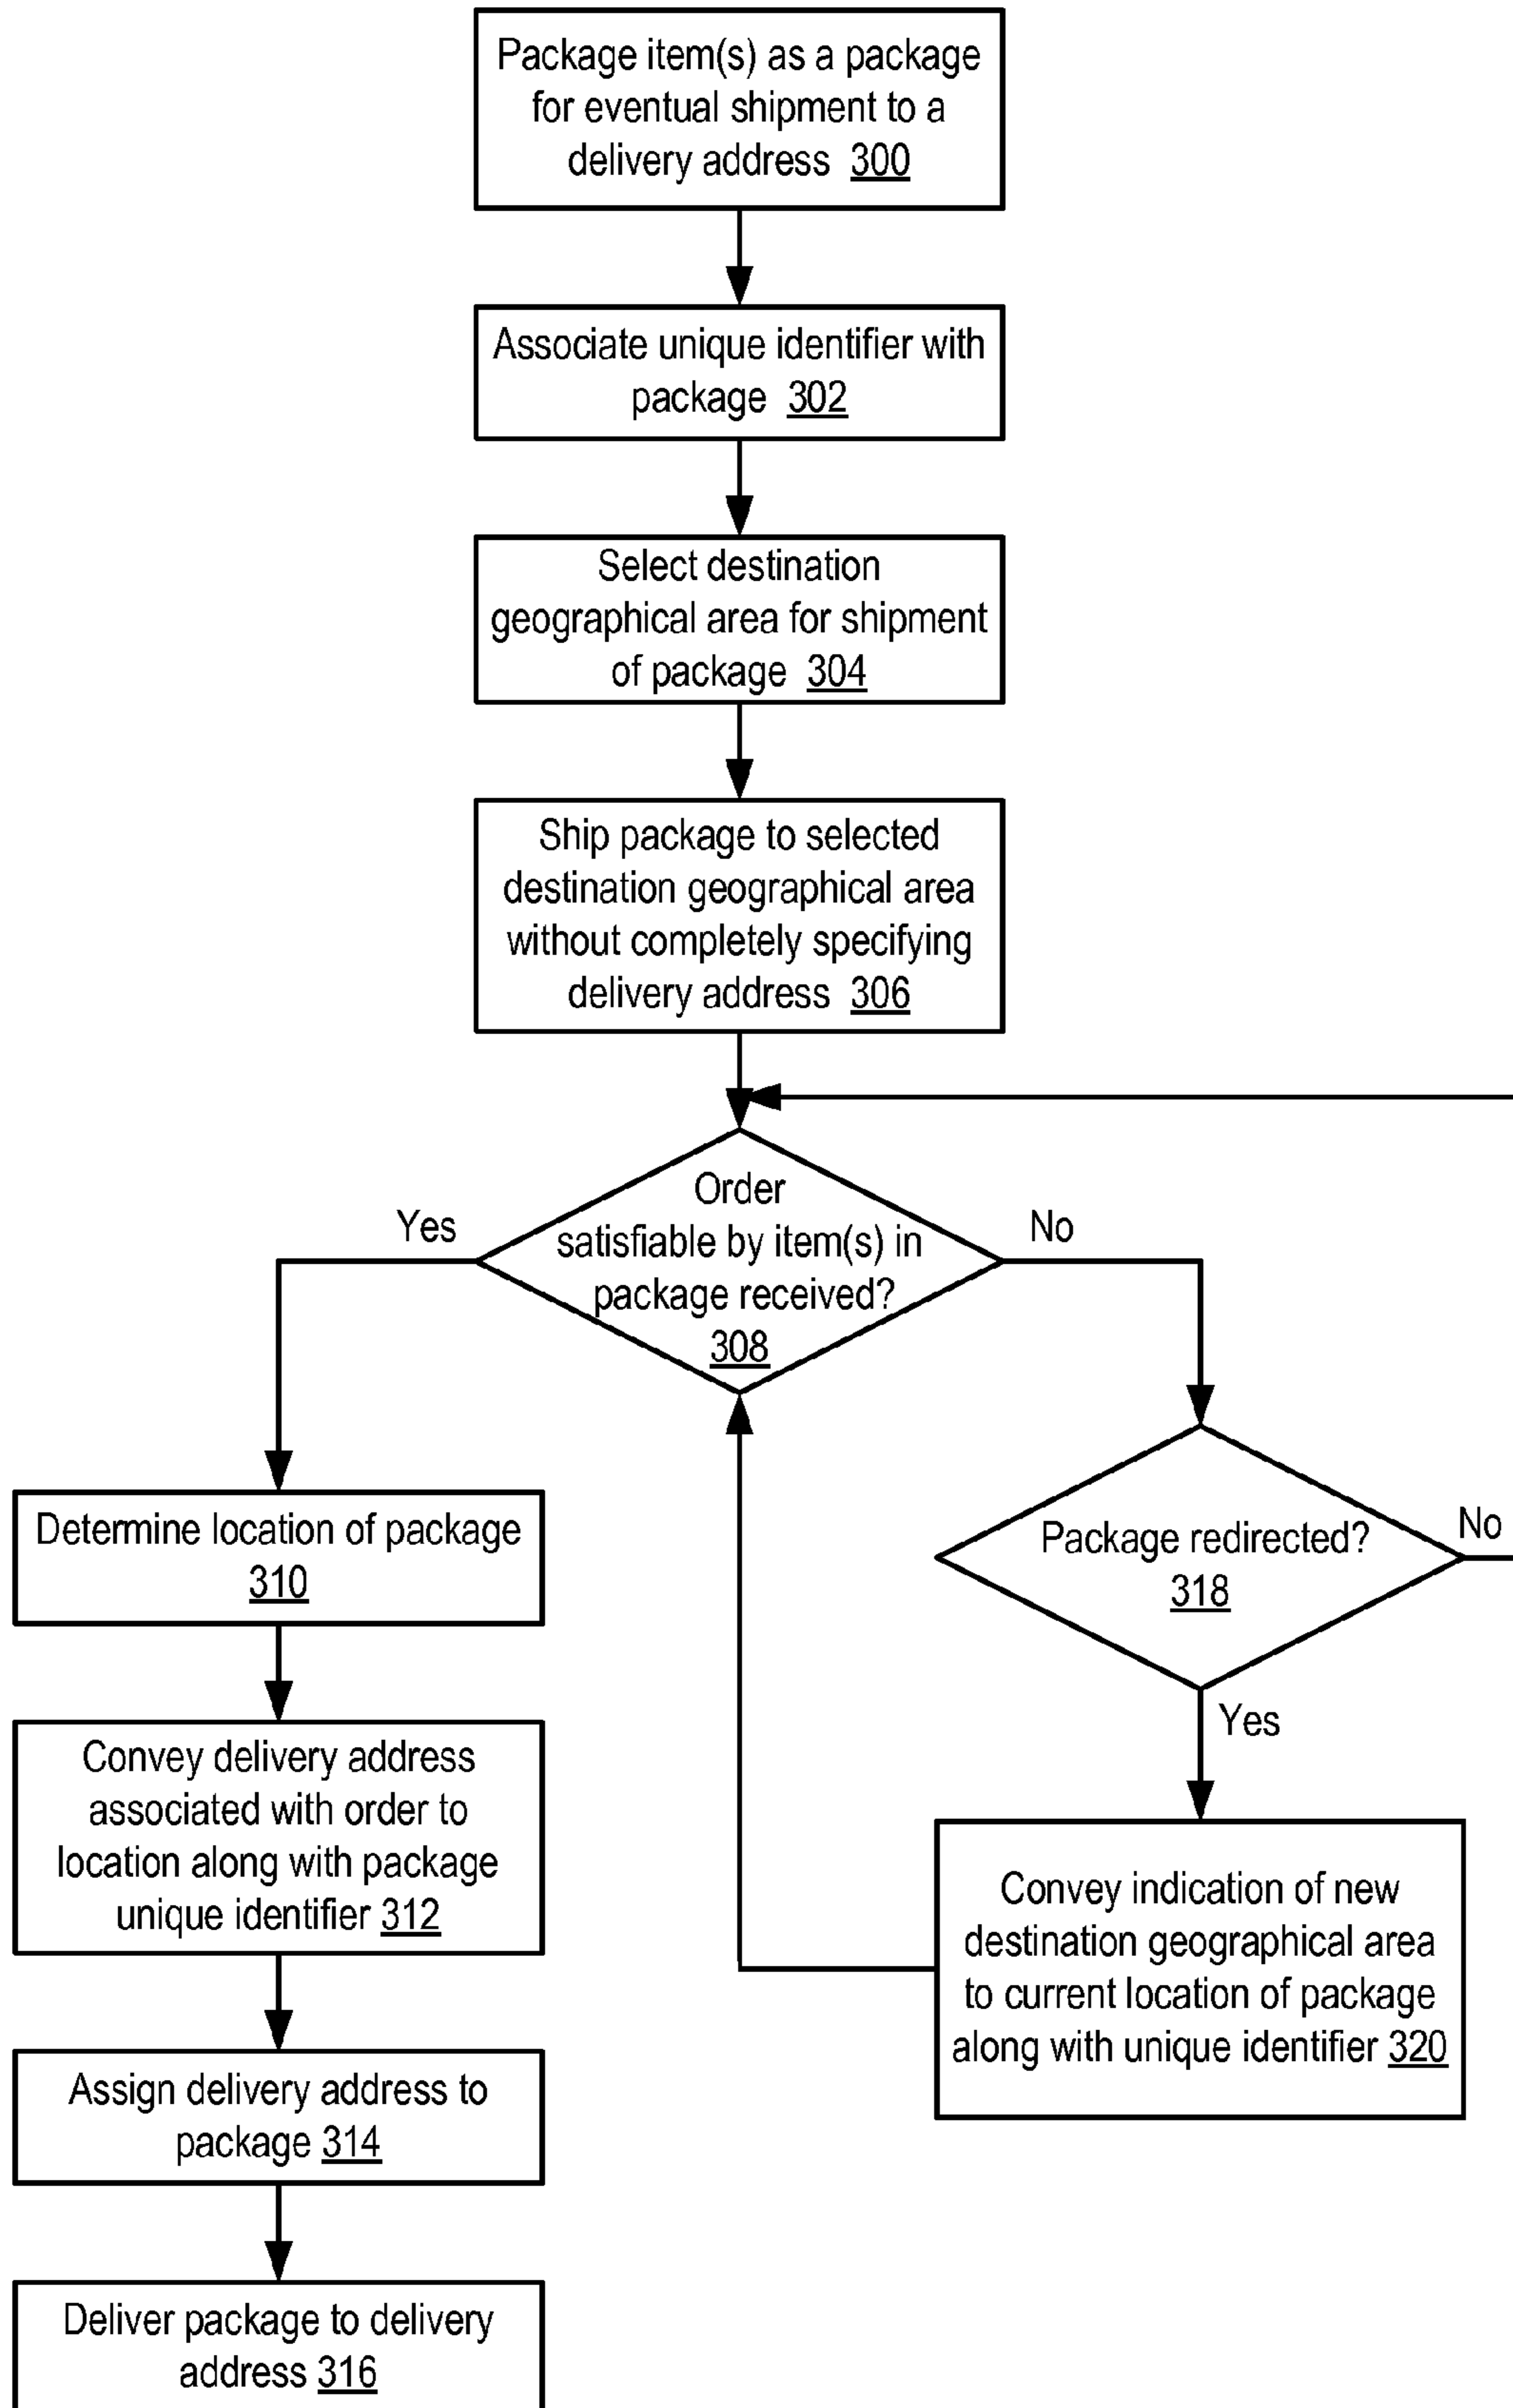 Package item(s) as a package
for eventual shipment to a
delivery address 300
Associate unique identifier with
package 302
Select destination
geographical area for shipment
of package 304
Ship package to selected
destination geographical area
without completely specifying
delivery address 306
Order
satisfiable by item(s) in
package received?
308
Yes
No
Determine location of package
310
Convey delivery address
associated with order to
location along with package
unique identifier 312
Assign delivery address to
package 314
Deliver package to delivery
address 316
Package redirected?
318
No
Yes
Convey indication of new
destination geographical area
to current location of package
along with unique identifier 320